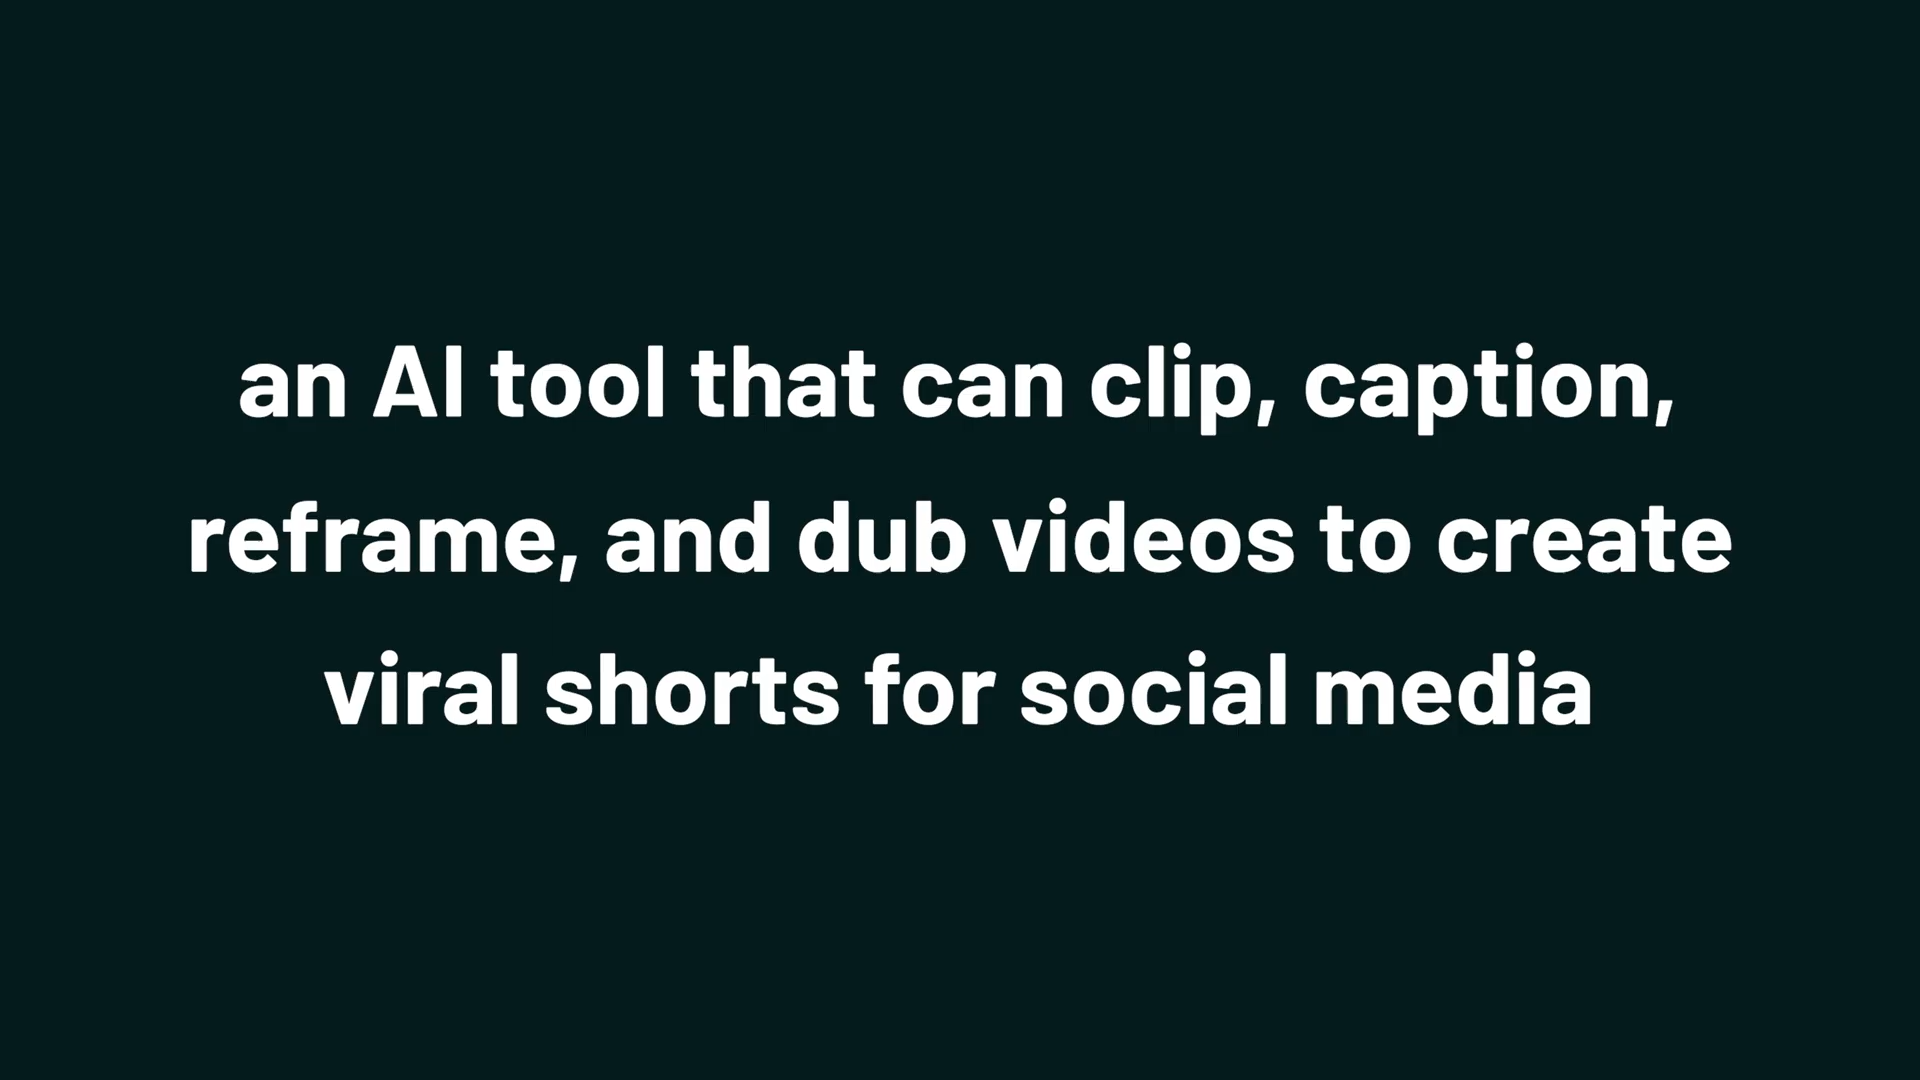 an AI tool that can clip, caption,
reframe, and dub videos to create
viral shorts for social media